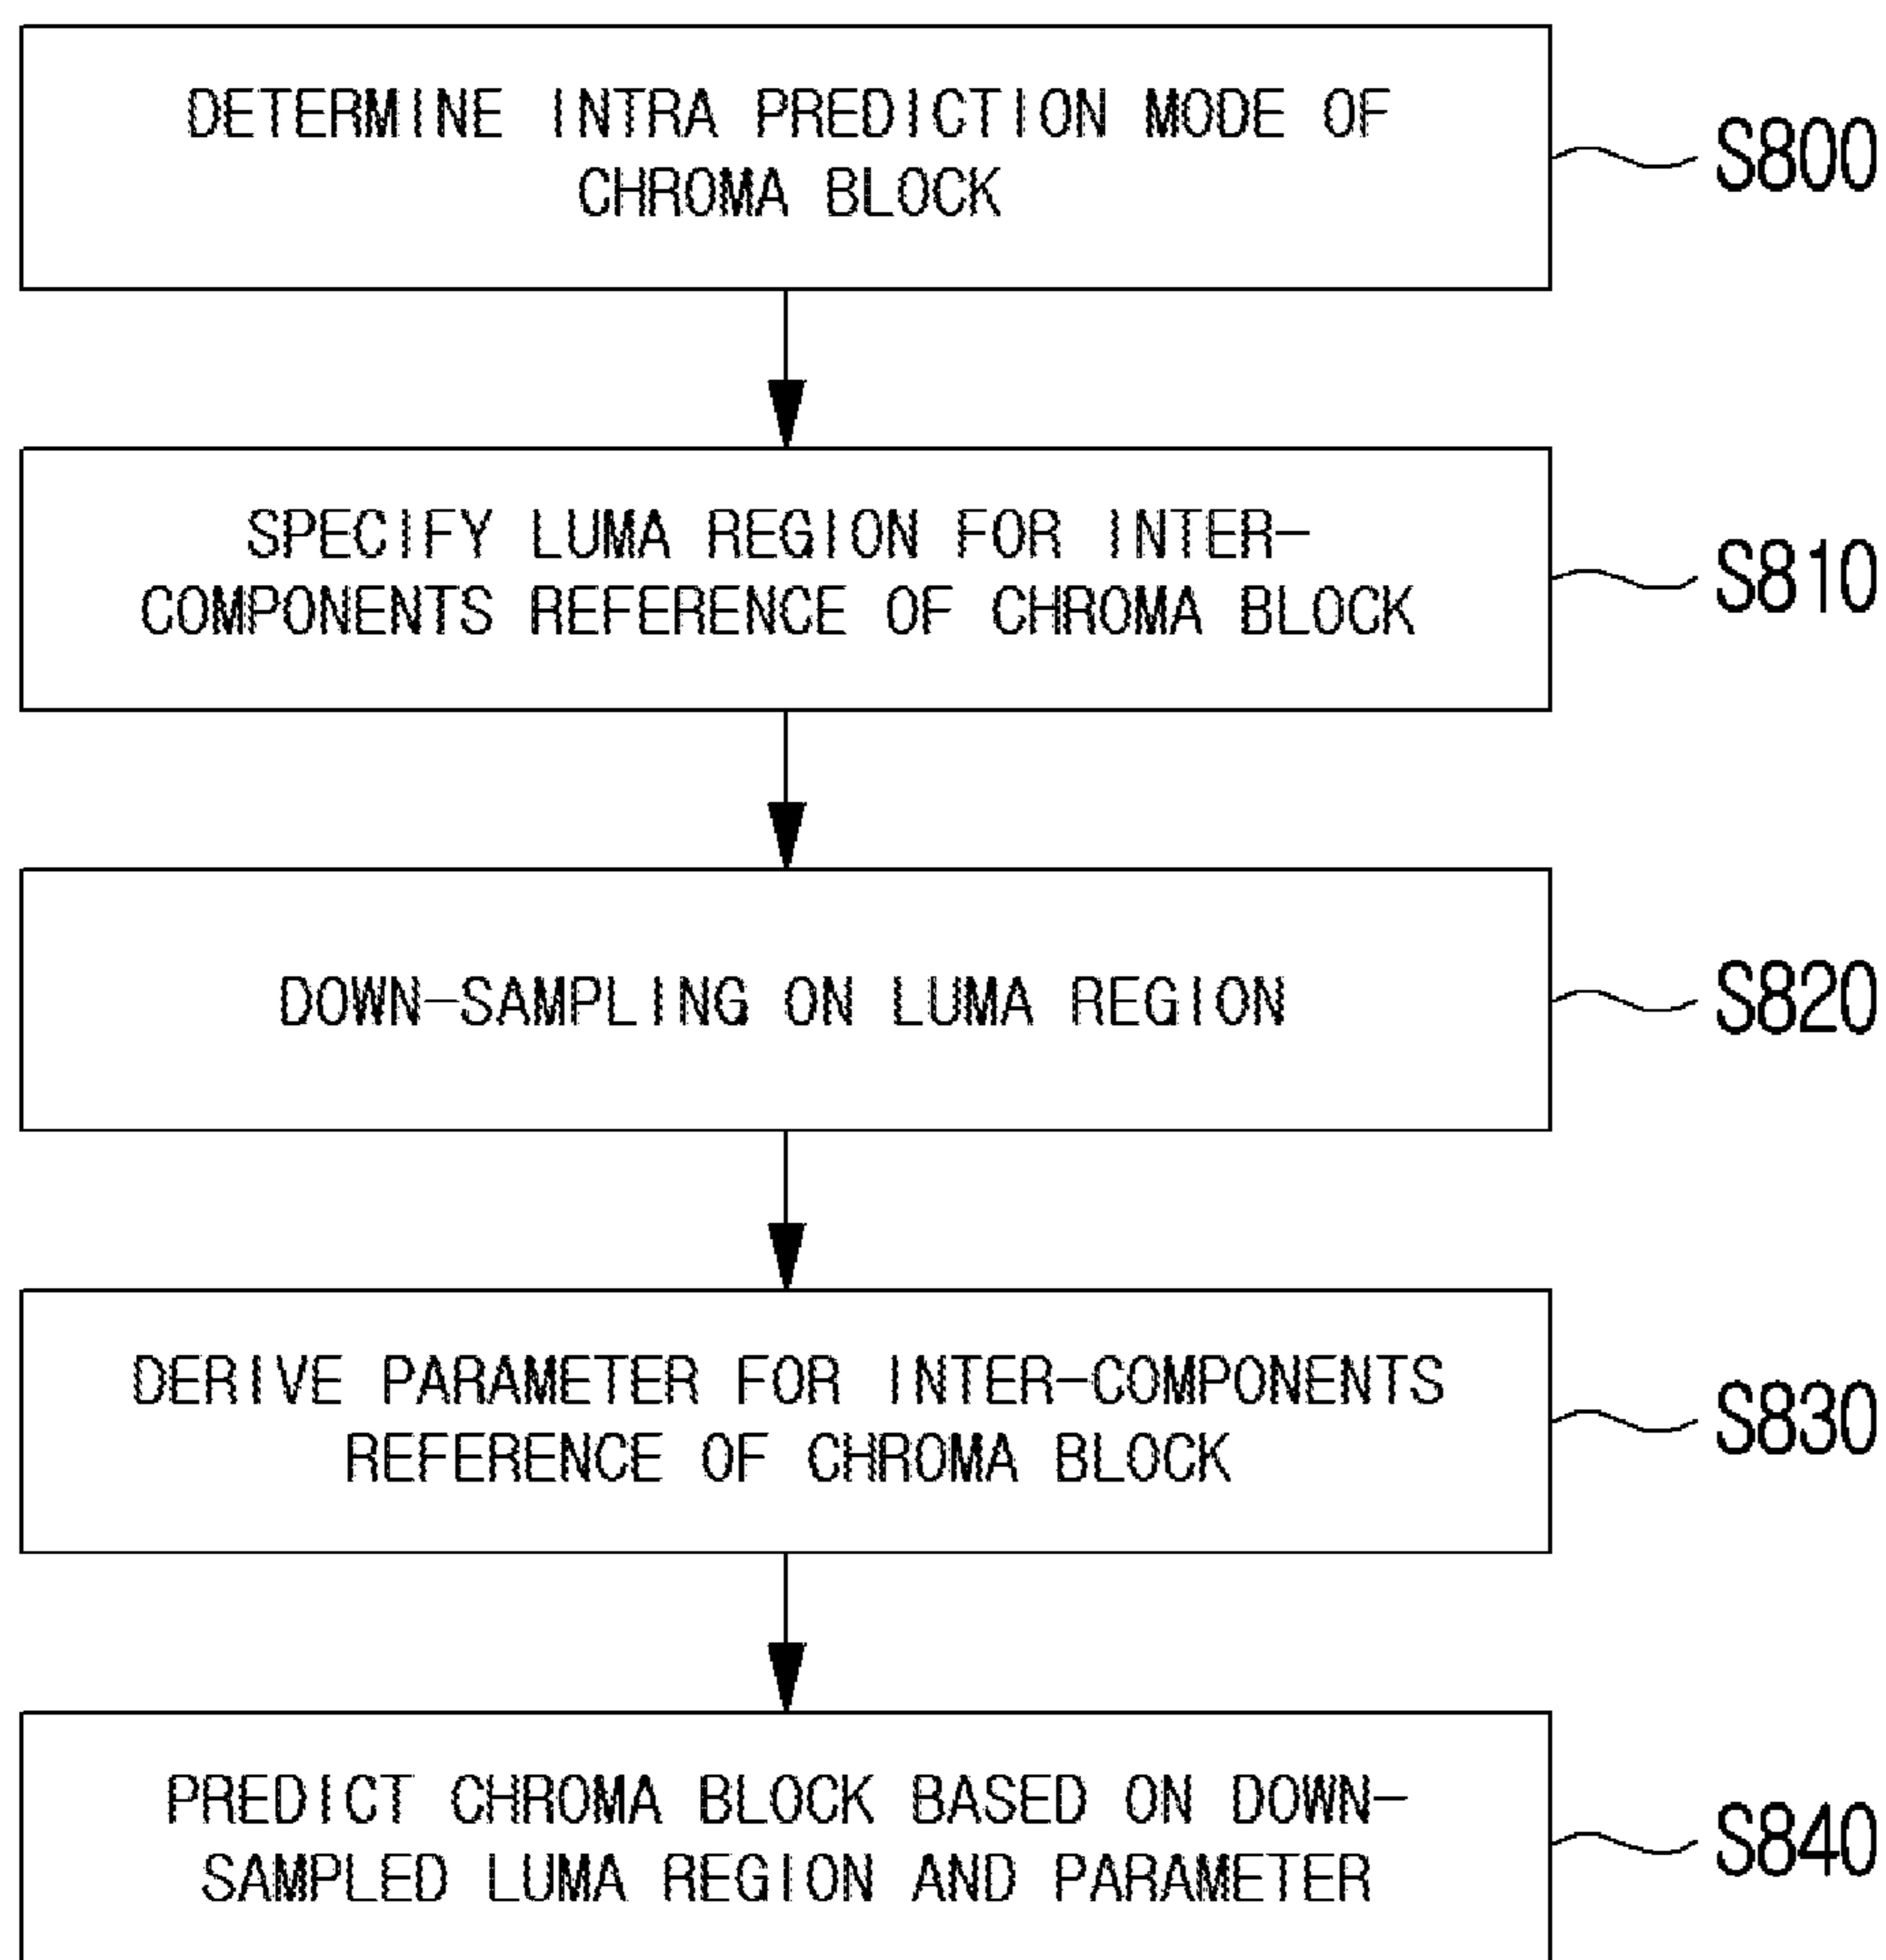 DETERMINE INTRA PREDICTION MODE OF
CHROMA BLOCK
S800
SPECIFY LUMA REGION FOR INTER-
COMPONENTS REFERENCE OF CHROMA BLOCK
S810
DOWN-SAMPLING ON LUMA REGION
S820
DERIVE PARAMETER FOR INTER-COMPONENTS
REFERENCE OF CHROMA BLOCK
S830
PREDICT CHROMA BLOCK BASED ON DOWN-
SAMPLED LUMA REGION AND PARAMETER
S840